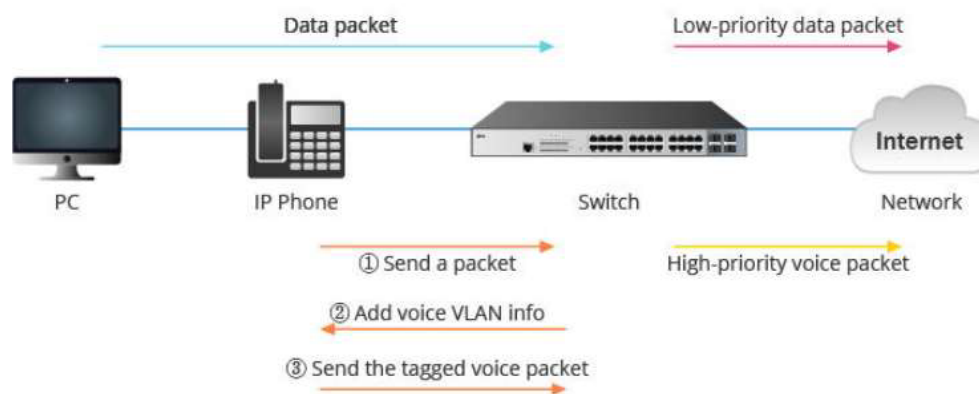 Data packet
Low-priority data packet
Internet
PC
IP Phone
Switch
Network
① Send a packet
High-priority voice packet
② Add voice VLAN info
③ Send the tagged voice packet